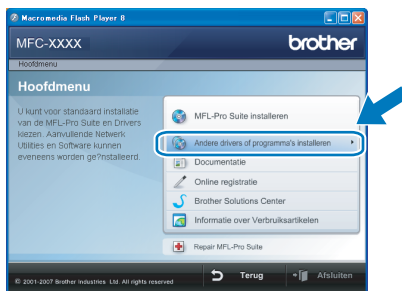 Macromedia Flash Player 8
MFC-XXXX
brother
Hoofdmenu
Hoofdmenu
U kunt voor standaard installatie
van de MFL-Pro Suite en Drivers
kiezen. Aanvullende Netwerk
Utilities en Software kunnen
eveneens worden ge?nstalleerd.
MFL-Pro Suite installeren
Andere drivers of programma's installeren
Documentatie
Online registratie
Brother Solutions Center
Informatie over Verbruiksartikelen
Repair MFL-Pro Suite
© 2001-2007 Brother Industries Ltd. All rights reserved
Terug
Afsluiten